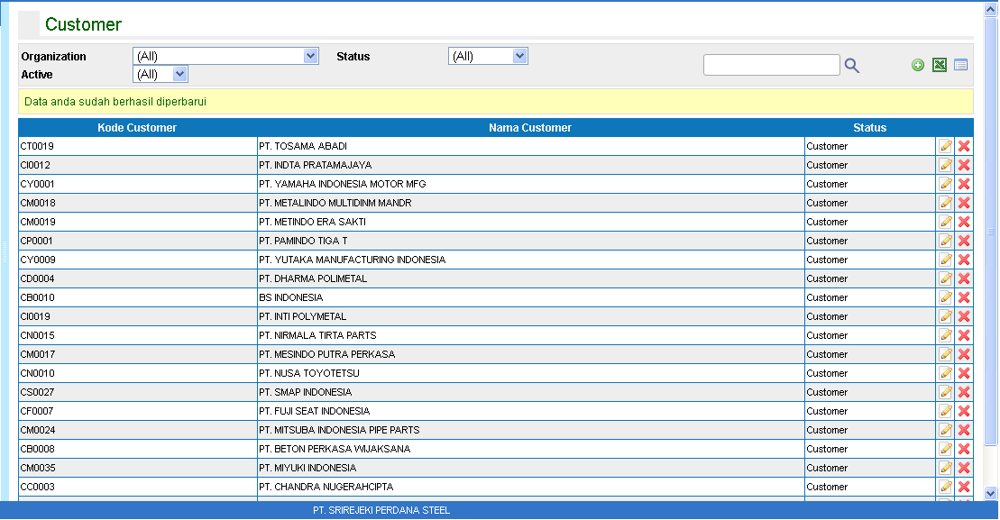 Customer
Organization (All) Status (All)
Active (All)
Data anda sudah berhasil diperbarui
Kode Customer Nama Customer Status
CT0019 PT. TOSAMA ABADI Customer
CI0012 PT. INDTA PRATAMAJAYA Customer
CY0001 PT. YAMAHA INDONESIA MOTOR MFG Customer
CM0018 PT. METALINDO MULTIDINM MANDR Customer
CM0019 PT. METINDO ERA SAKTI Customer
CP0001 PT. PAMINDO TIGA T Customer
CY0009 PT. YUTAKA MANUFACTURING INDONESIA Customer
CD0004 PT. DHARMA POLIMETAL Customer
CB0010 BS INDONESIA Customer
CI0019 PT. INTI POLYMETAL Customer
CN0015 PT. NIRMALA TIRTA PARTS Customer
CM0017 PT. MESINDO PUTRA PERKASA Customer
CN0010 PT. NUSA TOYOTETSU Customer
CS0027 PT. SMAP INDONESIA Customer
CF0007 PT. FUJI SEAT INDONESIA Customer
CM0024 PT. MITSUBA INDONESIA PIPE PARTS Customer
CB0008 PT. BETON PERKASA WIJAKSANA Customer
CM0035 PT. MIYUKI INDONESIA Customer
CC0003 PT. CHANDRA NUGERAHCIPTA Customer
PT. SRIREJEKI PERDANA STEEL